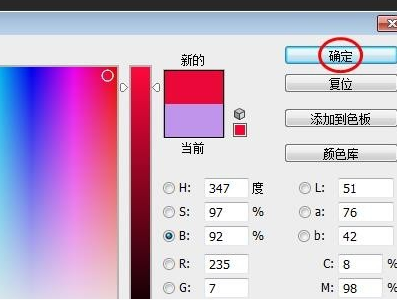 新的
确定
复位
添加到色板
当前
颜色库
H: 347 度
L: 51
S: 97 %
a: 76
B: 92 %
b: 42
R: 235
C: 8 %
G: 7
M: 98 %